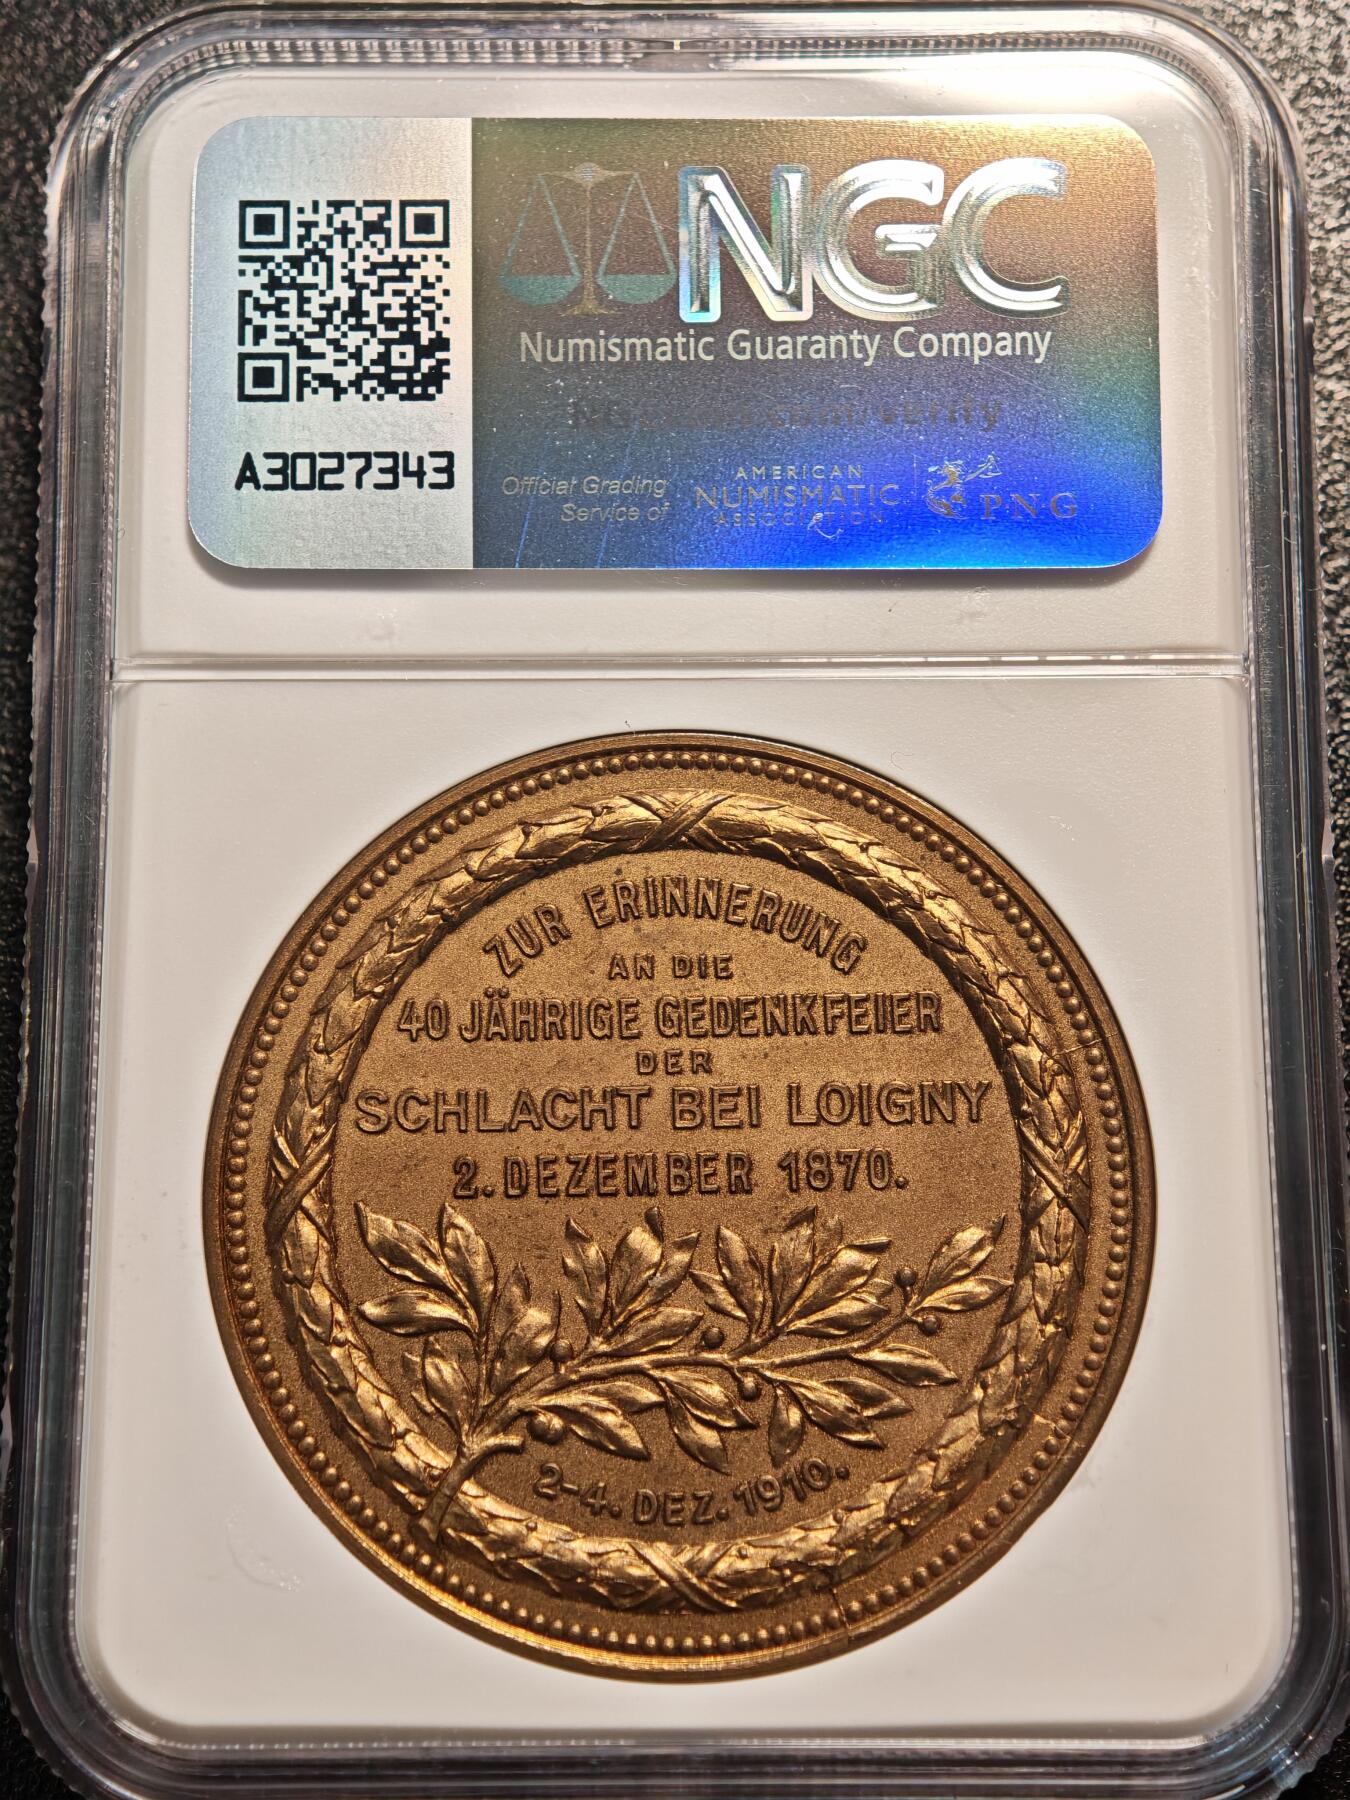 NGC
Numismatic Guaranty Company
A3027343
Official Grading
Service of
AMERICAN
NUMISMATIC
ASSOCIATION
P·N·G
ZUR ERINNERUNG
AN DIE
40 JÄHRIGE GEDENKFEIER
DER
SCHLACHT BEI LOIGNY
2. DEZEMBER 1870.
2-4. DEZ. 1910.